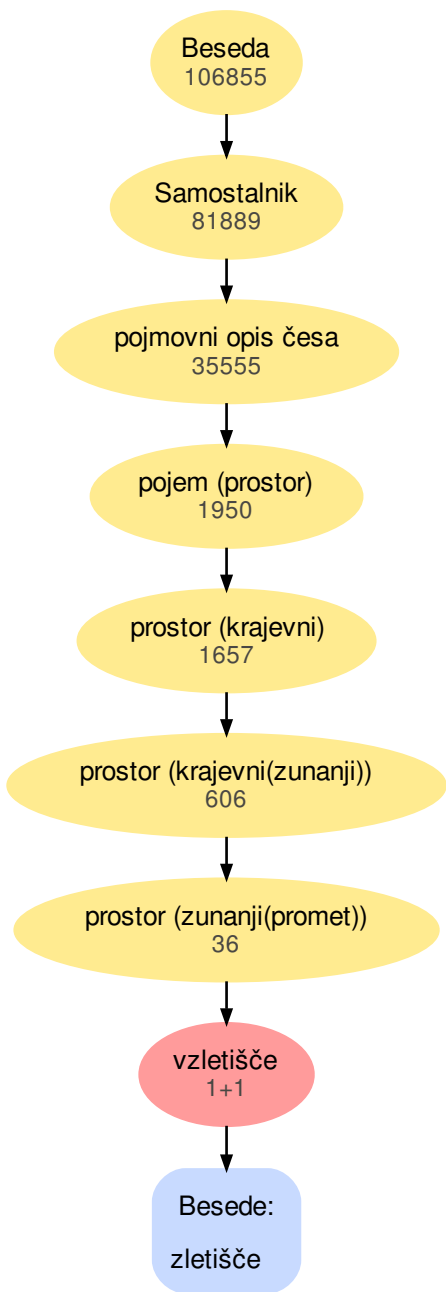 Beseda
106855
Samostalnik
81889
pojmovni opis česa
35555
pojem (prostor)
1950
prostor (krajevni)
1657
prostor (krajevni(zunanji))
606
prostor (zunanji(promet))
36
vzletišče
1+1
Besede:
zletišče